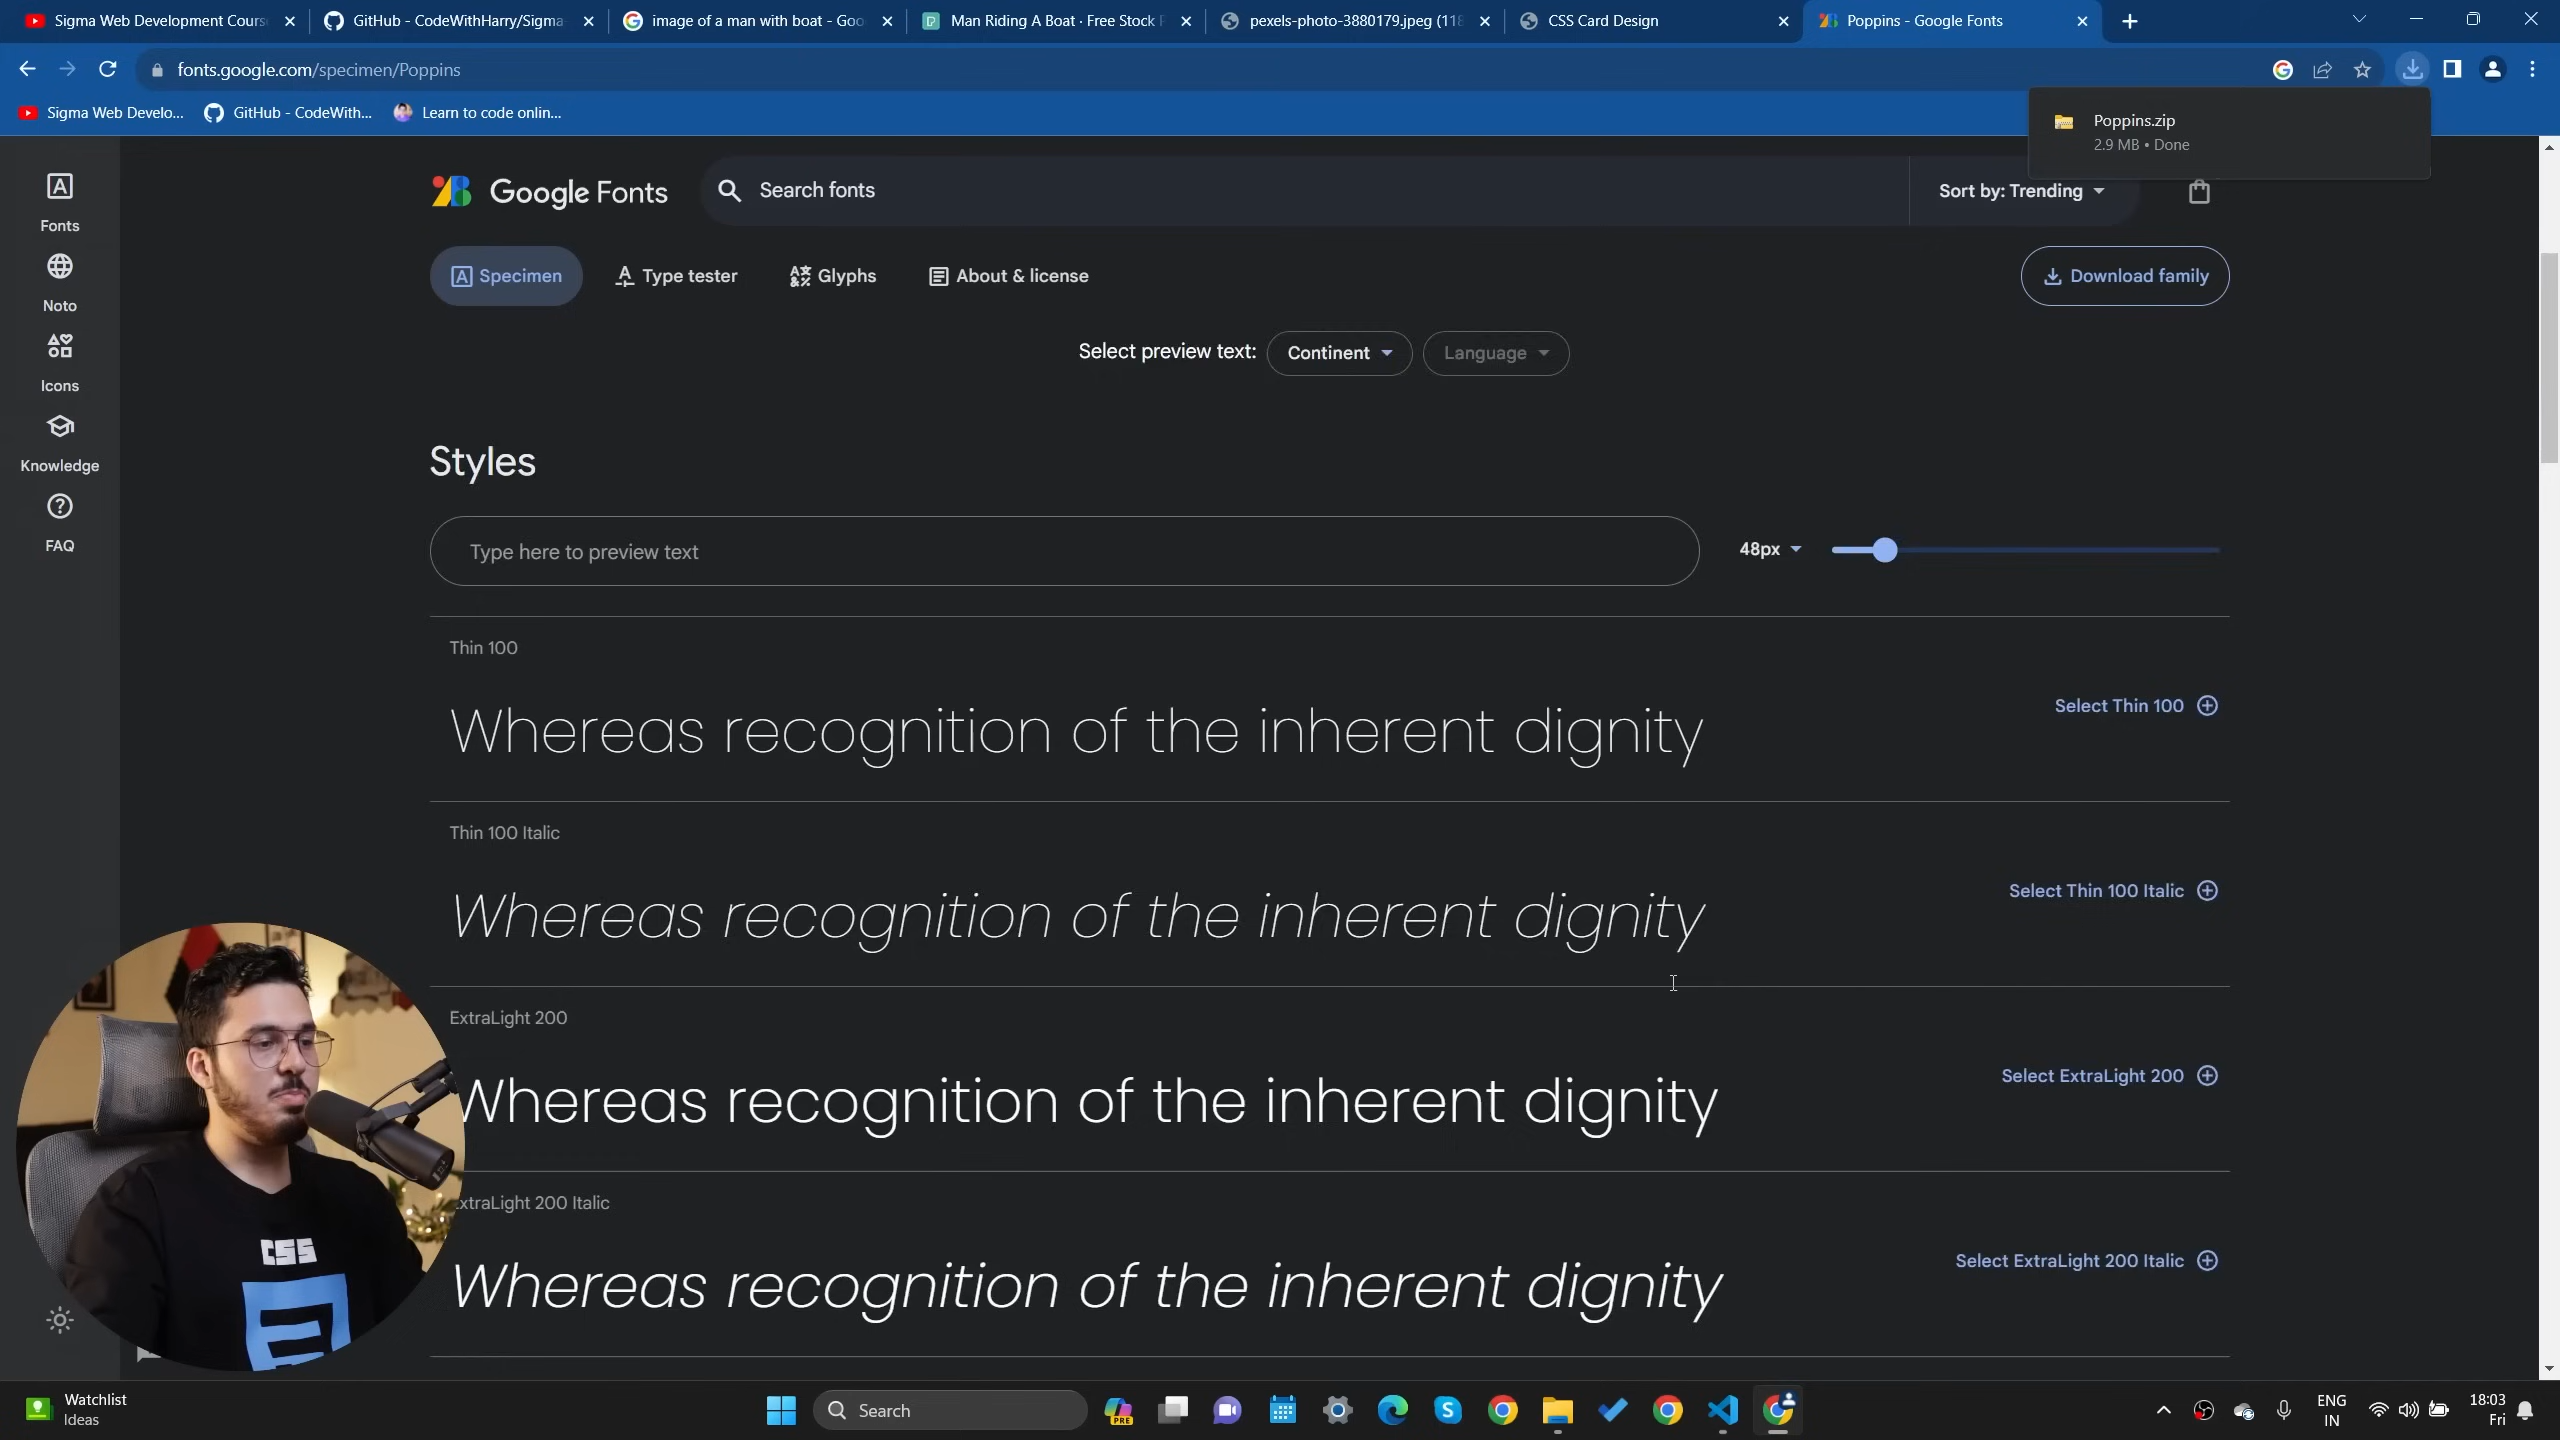 Sigma Web Development Cours
GitHub - CodeWithHarry/Sigma-
image of a man with boat - Goo
Man Riding A Boat · Free Stock P
pexels-photo-3880179.jpeg (118
CSS Card Design
Poppins - Google Fonts
fonts.google.com/specimen/Poppins
Sigma Web Develo...
GitHub - CodeWith...
Learn to code onlin...
Poppins.zip
2.9 MB • Done
Fonts
Noto
Icons
Knowledge
FAQ
Google Fonts
Search fonts
Sort by: Trending
Specimen
Type tester
Glyphs
About & license
Download family
Select preview text:
Continent
Language
Styles
Type here to preview text
48px
Thin 100
Whereas recognition of the inherent dignity
Select Thin 100
Thin 100 Italic
Whereas recognition of the inherent dignity
Select Thin 100 Italic
ExtraLight 200
Whereas recognition of the inherent dignity
Select ExtraLight 200
ExtraLight 200 Italic
Whereas recognition of the inherent dignity
Select ExtraLight 200 Italic
CSS
Watchlist
Ideas
Search
PRE
ENG
IN
18:03
Fri